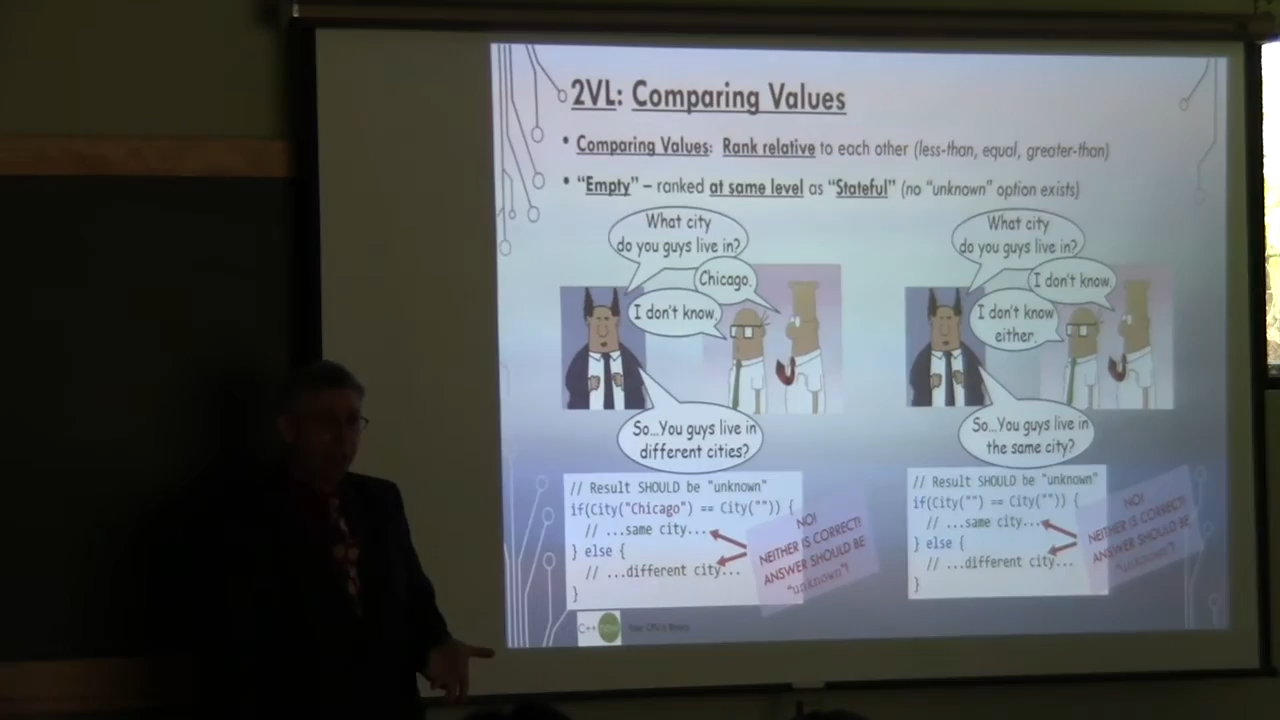 2VL: Comparing Values
• Comparing Values: Rank relative to each other (less-than, equal, greater-than)
• "Empty" – ranked at same level as "Stateful" (no "unknown" option exists)
What city
do you guys live in?
Chicago.
I don't know.
So...You guys live in
different cities?
// Result SHOULD be "unknown"
if(City("Chicago") == City("")) {
// ...same city...
} else {
// ...different city...
}
NO!
NEITHER IS CORRECT!
ANSWER SHOULD BE
"unknown"!
What city
do you guys live in?
I don't know.
I don't know
either.
So...You guys live in
the same city?
// Result SHOULD be "unknown"
if(City("") == City("")) {
// ...same city...
} else {
// ...different city...
}
NO!
NEITHER IS CORRECT!
ANSWER SHOULD BE
"unknown"!
C++